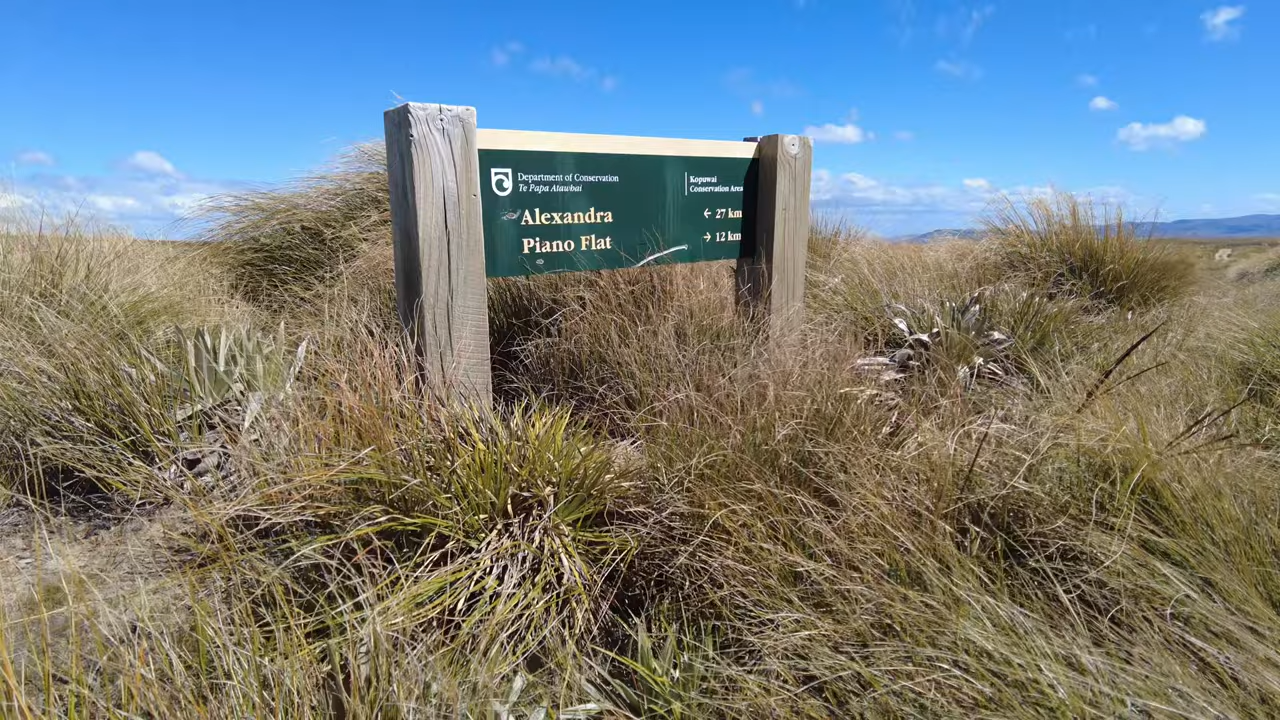 Department of Conservation
Te Papa Atawbai
Kopuwai
Conservation Area
Alexandra
← 27 km
Piano Flat
→ 12 km